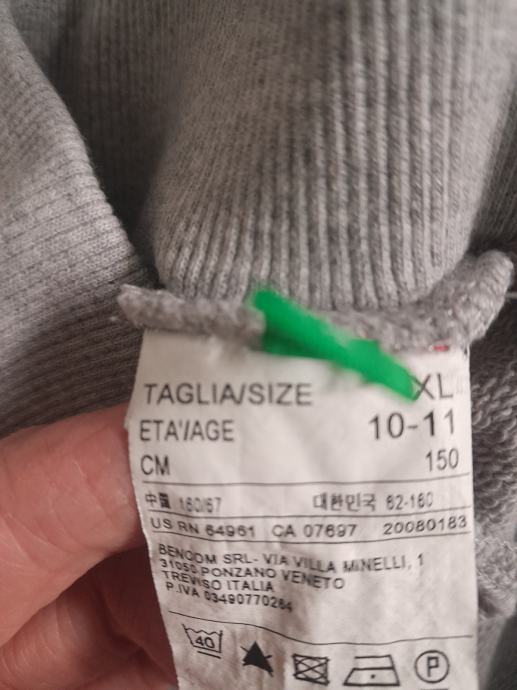 TAGLIA/SIZE XL
ETA'/AGE 10-11
CM 150
中国 160/67 대한민국 62-160
US RN 64961 CA 07697 20080183
BENCOM SRL- VIA VILLA MINELLI, 1
31050 PONZANO VENETO
TREVISO ITALIA
P.IVA 03490770264
40
P